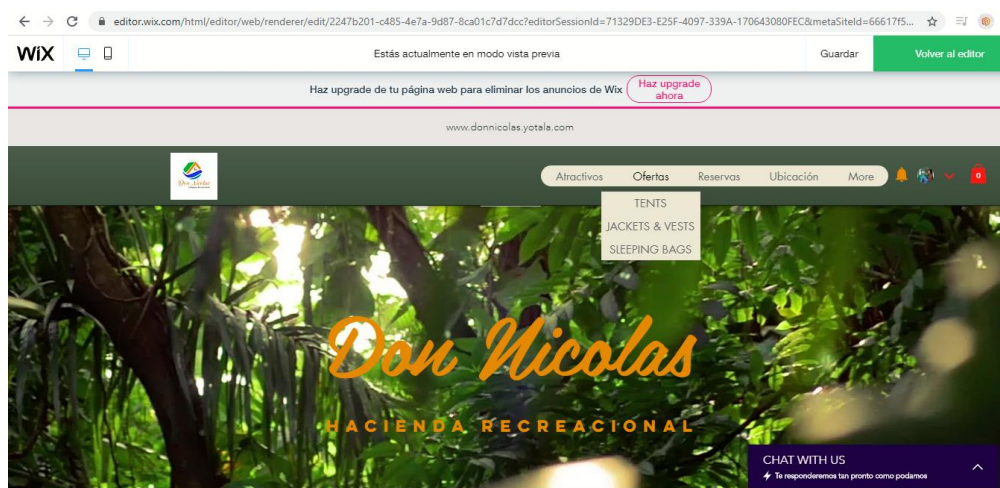 editor.wix.com/html/editor/web/renderer/edit/2247b201-c485-4e7a-9d87-8ca01c7d7dcc?editorSessionId=71329DE3-E25F-4097-339A-170643080FEC&metaSiteId=66617f5...
WiX
Estás actualmente en modo vista previa
Guardar
Volver al editor
Haz upgrade de tu página web para eliminar los anuncios de Wix
Haz upgrade
ahora
www.donnicolas.yotala.com
Don Nicolas
Atractivos Ofertas Reservas Ubicación More
0
TENTS
JACKETS & VESTS
SLEEPING BAGS
Don Nicolas
HACIENDA RECREACIONAL
CHAT WITH US
Te responderemos tan pronto como podamos